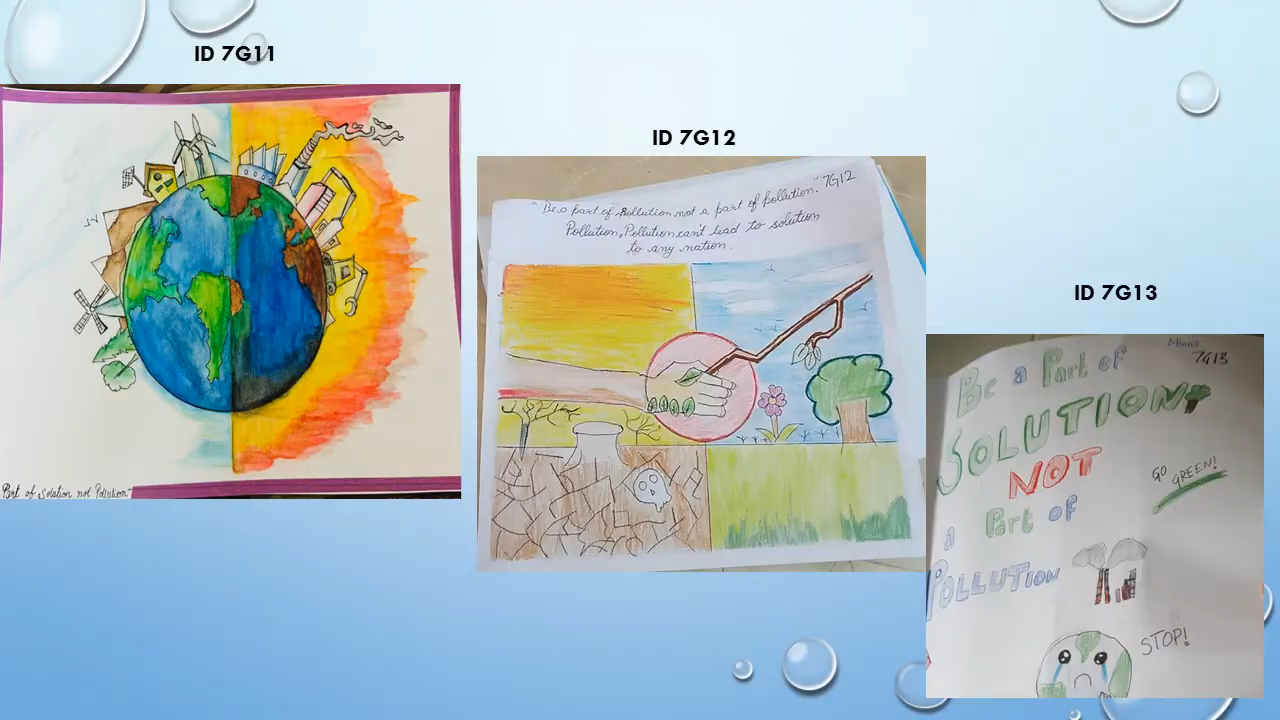 ID 7G11
Part of Solution not Pollution"
ID 7G12
"Be a part of Sollution not a part of pollution." 7G12
Pollution, Pollution can't lead to solution
to any nation.
ID 7G13
7G13
Be a Part of
SOLUTION
NOT
a Part of
POLLUTION
GO GREEN!
STOP!